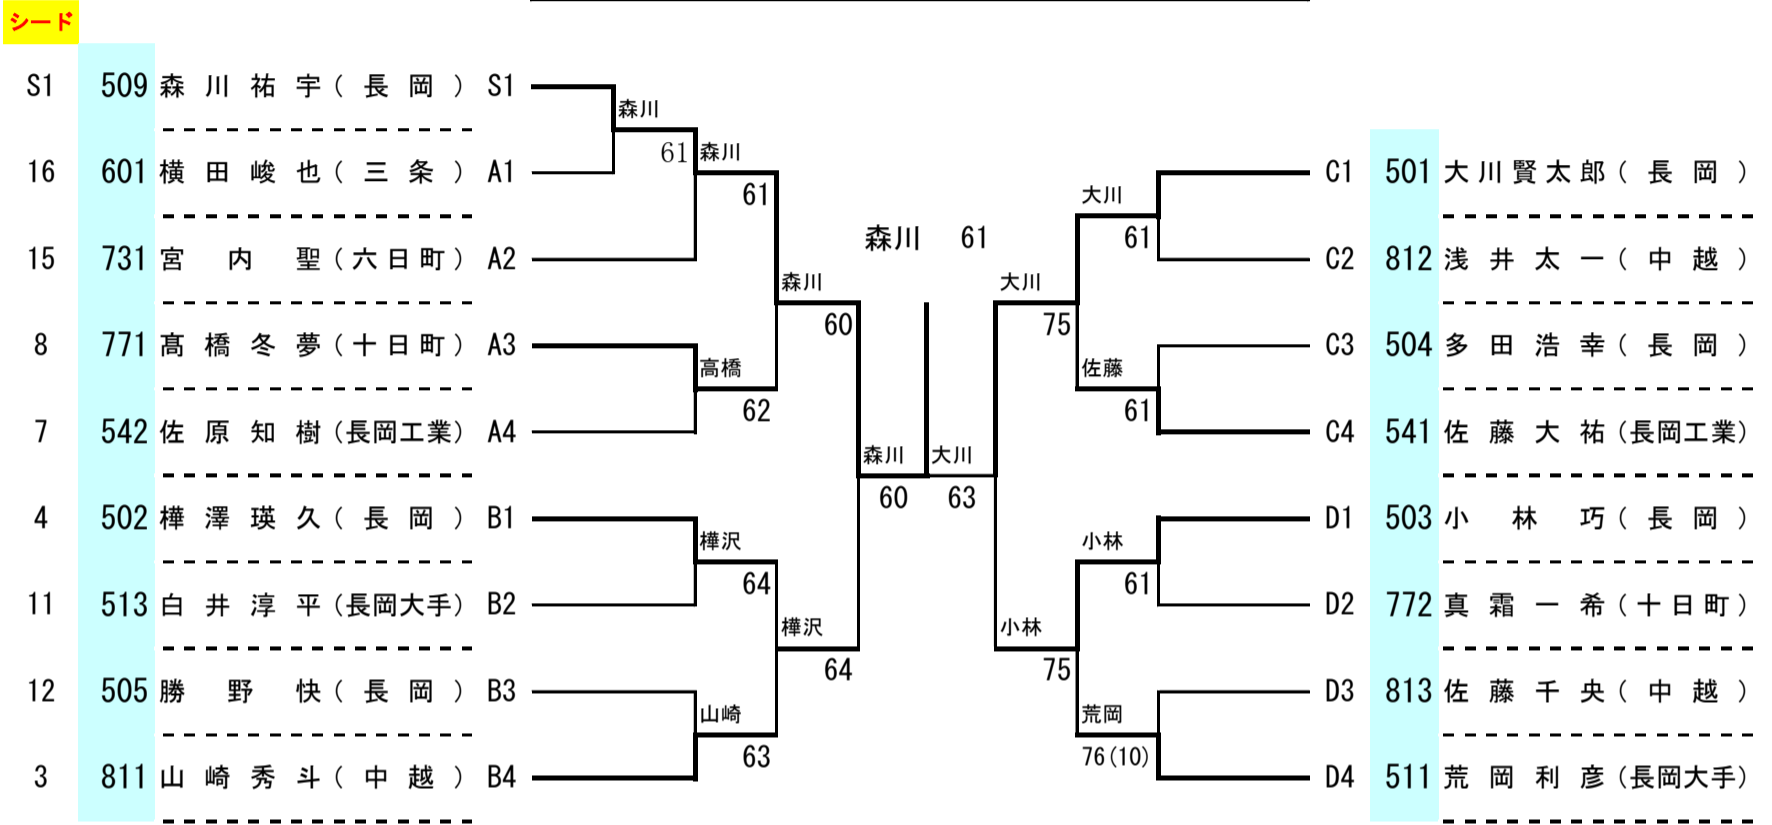 シード
S1 509 森川祐宇(長岡) S1
森川
16 601 横田峻也(三条) A1 61 森川 C1 501 大川賢太郎(長岡)
61 大川
森川 61 61
15 731 宮内聖(六日町) A2 C2 812 浅井太一(中越)
森川 大川
60 75
8 771 髙橋冬夢(十日町) A3 C3 504 多田浩幸(長岡)
高橋 佐藤
62 61
7 542 佐原知樹(長岡工業) A4 C4 541 佐藤大祐(長岡工業)
森川 大川
60 63
4 502 樺澤瑛久(長岡) B1 D1 503 小林巧(長岡)
樺沢 小林
64 61
11 513 白井淳平(長岡大手) B2 D2 772 真霜一希(十日町)
樺沢 小林
64 75
12 505 勝野快(長岡) B3 D3 813 佐藤千央(中越)
山崎 荒岡
63 76(10)
3 811 山崎秀斗(中越) B4 D4 511 荒岡利彦(長岡大手)